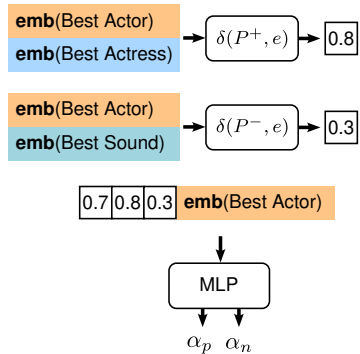 emb(Best Actor)
emb(Best Actress)
δ(P⁺, e)
0.8
emb(Best Actor)
emb(Best Sound)
δ(P⁻, e)
0.3
0.7 0.8 0.3 emb(Best Actor)
MLP
αₚ αₙ